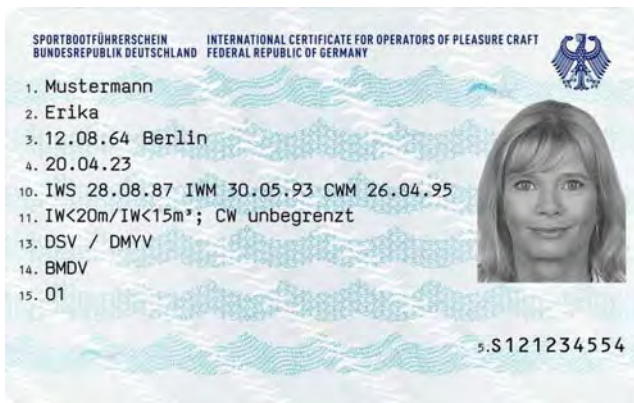 SPORTBOOTFÜHRERSCHEIN INTERNATIONAL CERTIFICATE FOR OPERATORS OF PLEASURE CRAFT
BUNDESREPUBLIK DEUTSCHLAND FEDERAL REPUBLIC OF GERMANY
1. Mustermann
2. Erika
3. 12.08.64 Berlin
4. 20.04.23
10. IWS 28.08.87 IWM 30.05.93 CWM 26.04.95
11. IW<20m/IW<15m³; CW unbegrenzt
13. DSV / DMYV
14. BMDV
15. 01
5.S121234554